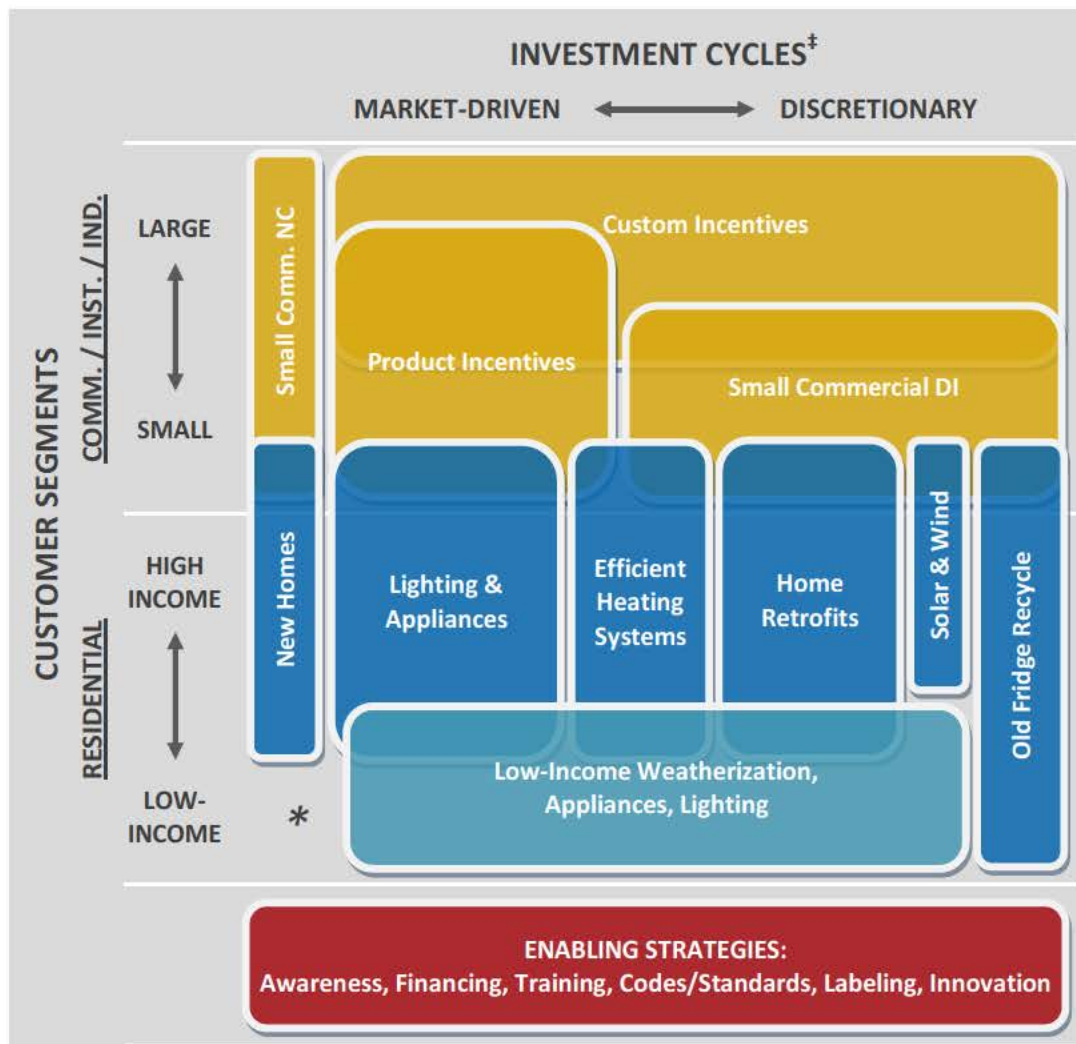 INVESTMENT CYCLES‡
MARKET-DRIVEN
DISCRETIONARY
CUSTOMER SEGMENTS
COMM. / INST. / IND.
LARGE
SMALL
Small Comm. NC
Custom Incentives
Product Incentives
Small Commercial DI
RESIDENTIAL
HIGH
INCOME
LOW-
INCOME
New Homes
Lighting &
Appliances
Efficient
Heating
Systems
Home
Retrofits
Solar & Wind
Old Fridge Recycle
Low-Income Weatherization,
Appliances, Lighting
*
ENABLING STRATEGIES:
Awareness, Financing, Training, Codes/Standards, Labeling, Innovation